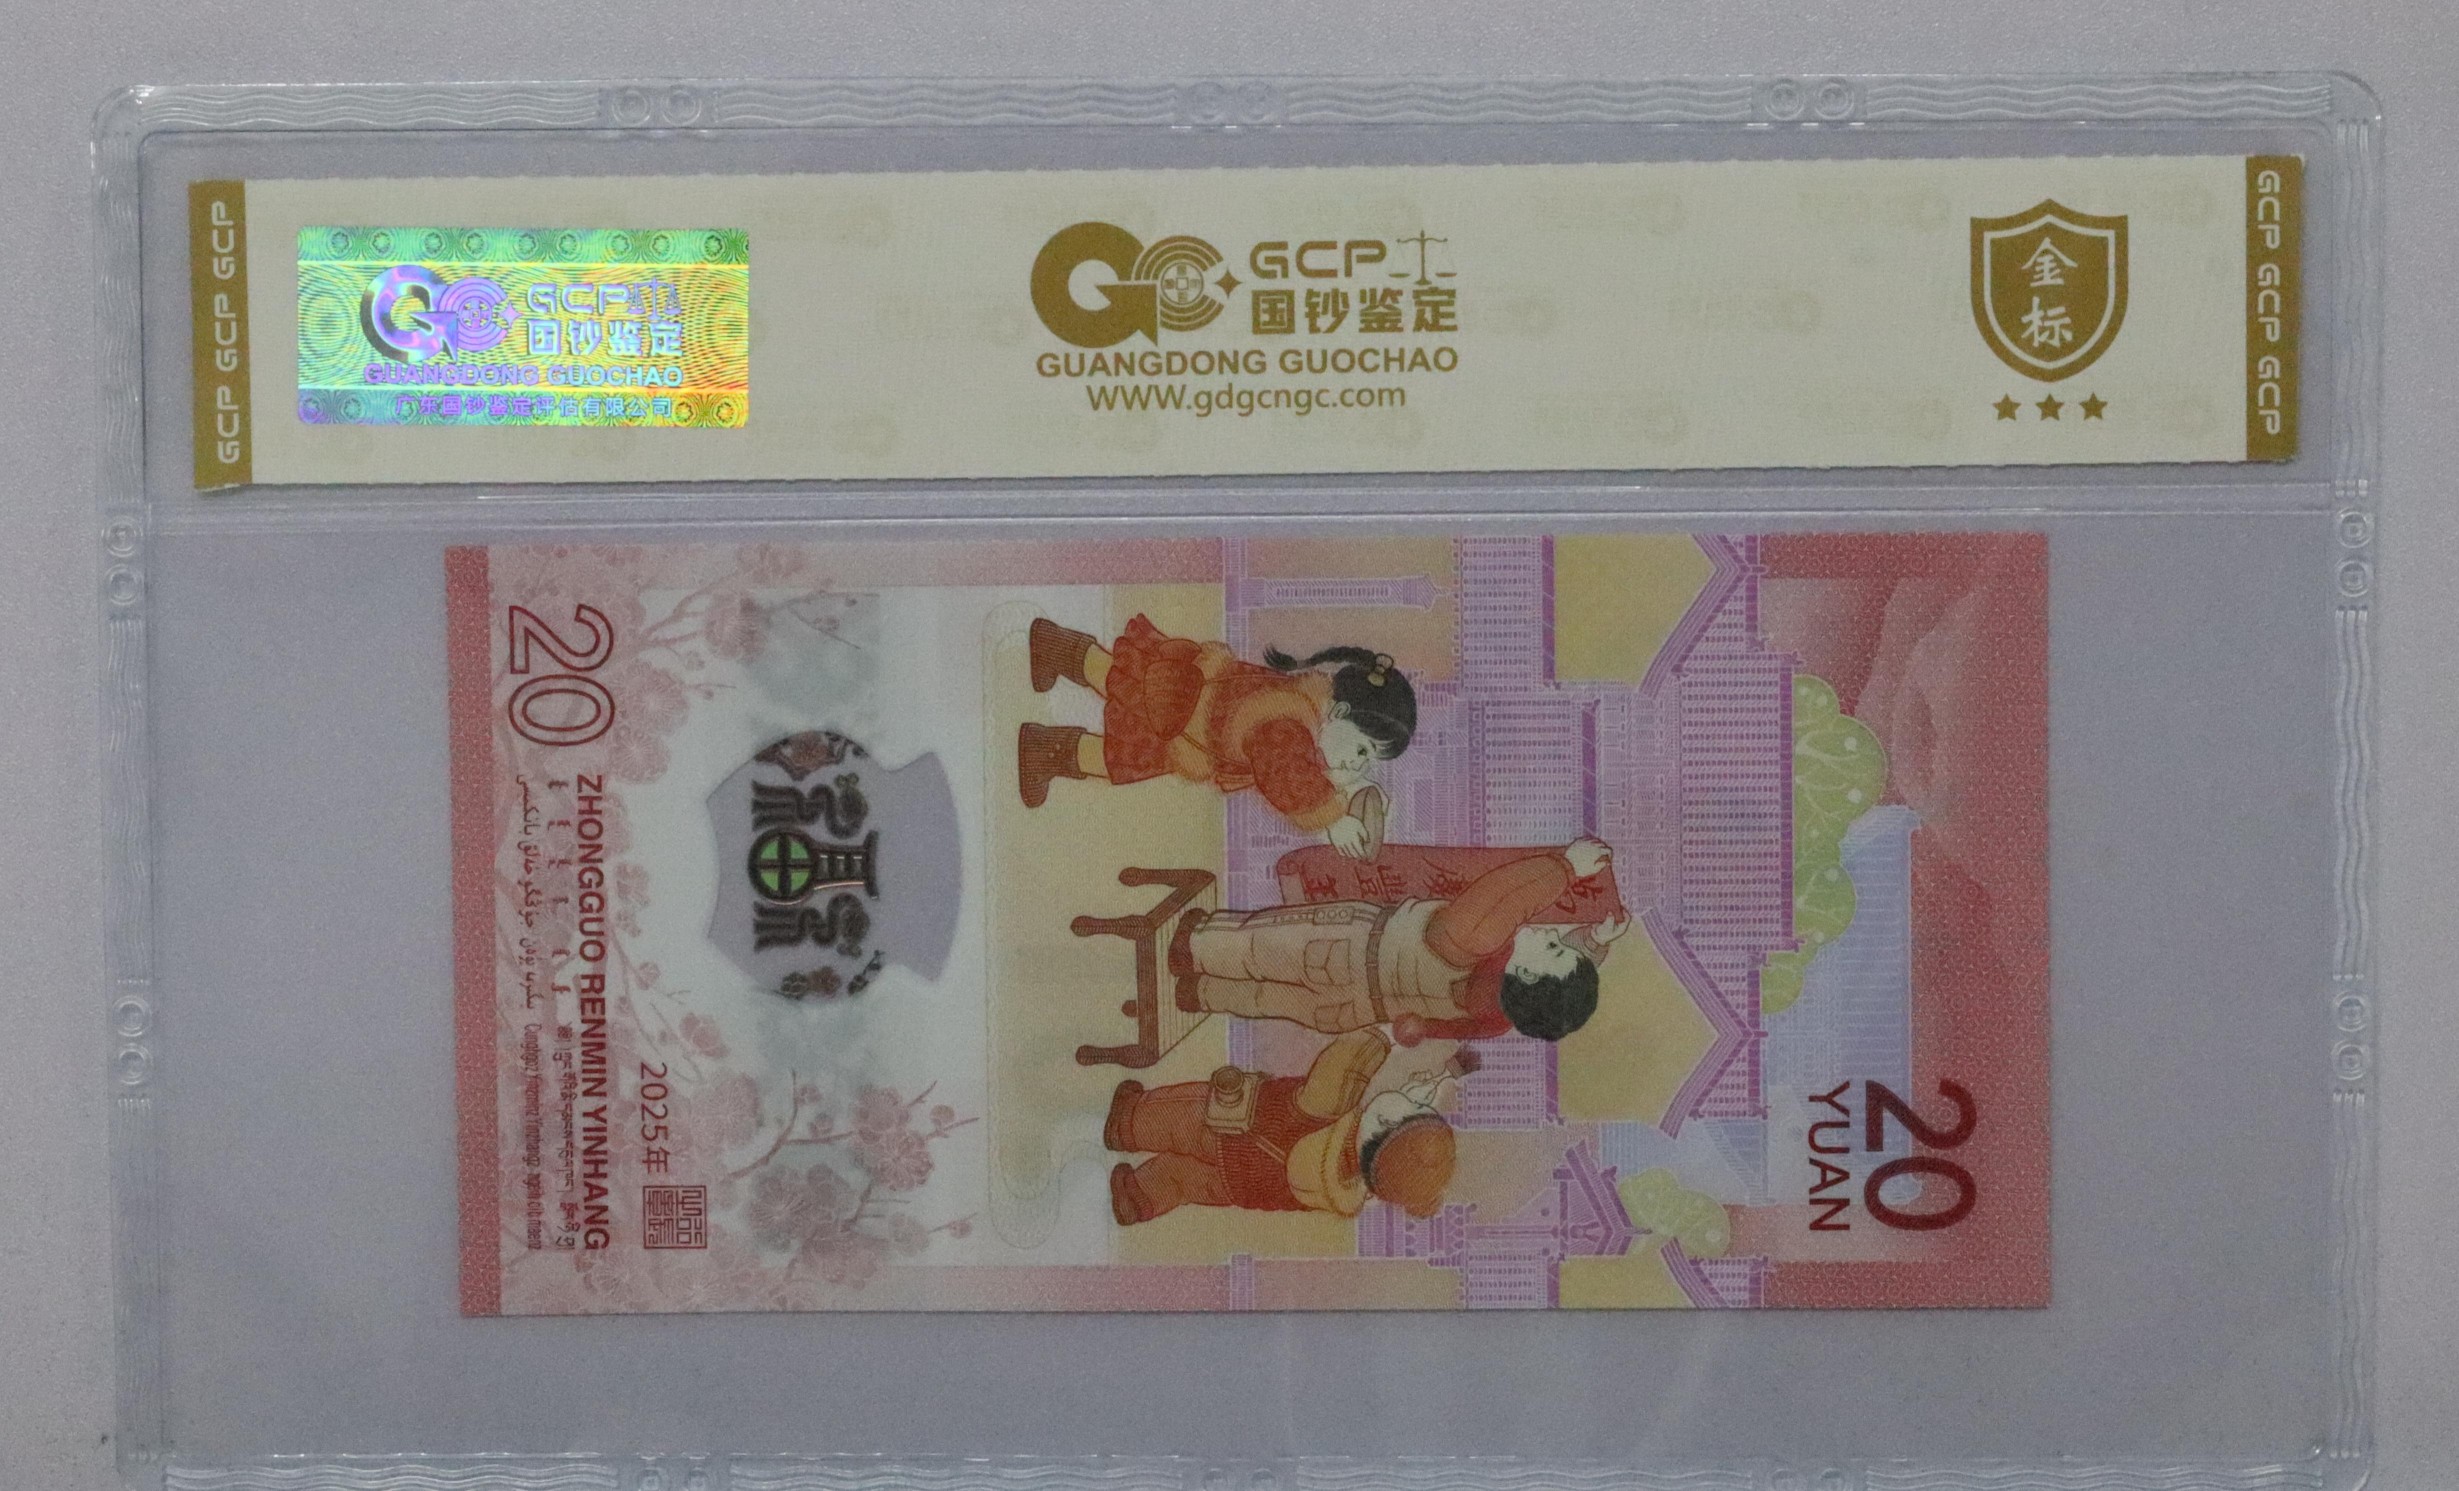 GCP GCP GCP
GCP
国钞鉴定
GUANGDONG GUOCHAO
广东国钞鉴定评估有限公司
GCP
国钞鉴定
GUANGDONG GUOCHAO
WWW.gdgcngc.com
金
标
GCP GCP GCP
20
YUAN
2025年
20
ZHONGGUO RENMIN YINHANG